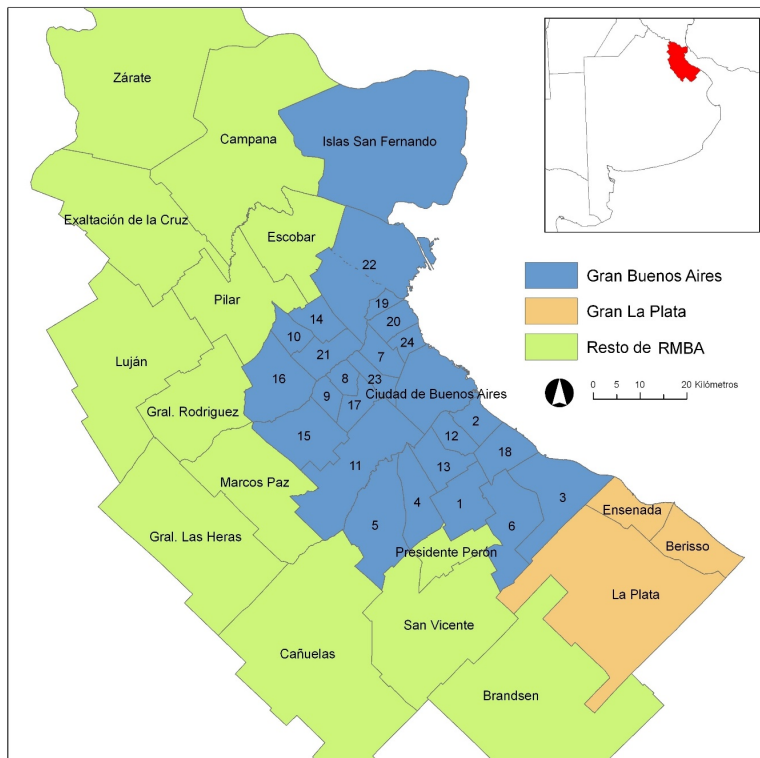 Zárate
Campana
Islas San Fernando
Exaltación de la Cruz
Escobar
22
Pilar
19
14
20
10
24
Luján
21
7
16
8
23
Ciudad de Buenos Aires
Gral. Rodriguez
9
17
2
15
12
11
18
13
Marcos Paz
3
4
1
5
6
Ensenada
Gral. Las Heras
Presidente Perón
Berisso
La Plata
San Vicente
Cañuelas
Brandsen
Gran Buenos Aires
Gran La Plata
Resto de RMBA
0 5 10 20 Kilómetros